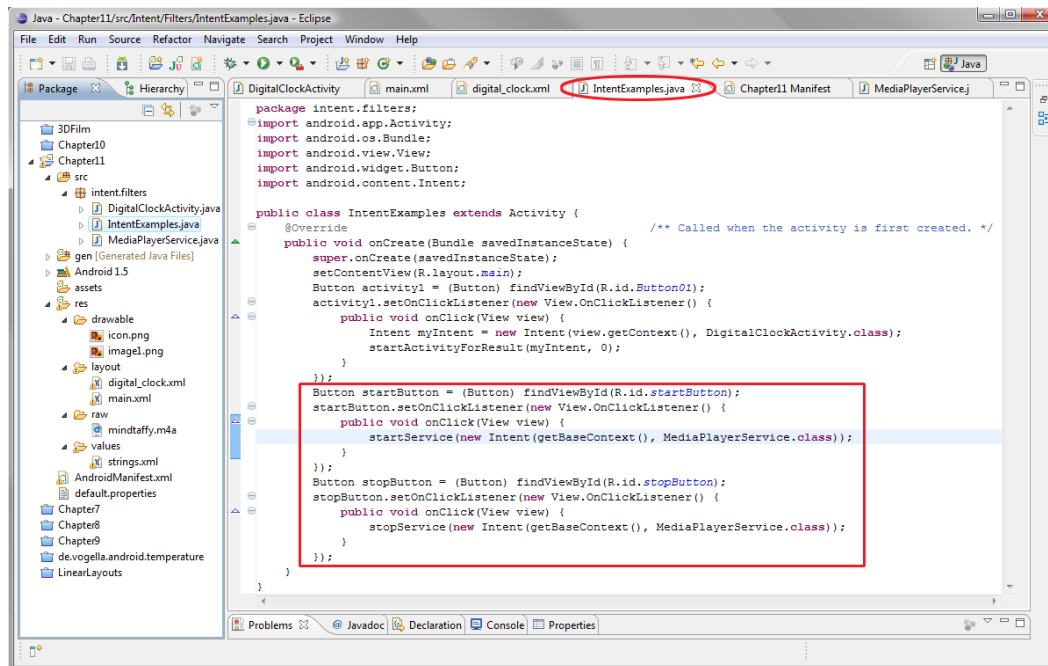 Java - Chapter11/src/Intent/Filters/IntentExamples.java - Eclipse
File Edit Run Source Refactor Navigate Search Project Window Help
Java
Package Hierarchy
DigitalClockActivity main.xml digital_clock.xml IntentExamples.java Chapter11 Manifest MediaPlayerService.j
3DFilm
Chapter10
Chapter11
src
intent.filters
DigitalClockActivity.java
IntentExamples.java
MediaPlayerService.java
gen [Generated Java Files]
Android 1.5
assets
res
drawable
icon.png
image1.png
layout
digital_clock.xml
main.xml
raw
mindtaffy.m4a
values
strings.xml
AndroidManifest.xml
default.properties
Chapter7
Chapter8
Chapter9
de.vogella.android.temperature
LinearLayouts
package intent.filters;
import android.app.Activity;
import android.os.Bundle;
import android.view.View;
import android.widget.Button;
import android.content.Intent;
public class IntentExamples extends Activity {
@Override /** Called when the activity is first created. */
public void onCreate(Bundle savedInstanceState) {
super.onCreate(savedInstanceState);
setContentView(R.layout.main);
Button activity1 = (Button) findViewById(R.id.Button01);
activity1.setOnClickListener(new View.OnClickListener() {
public void onClick(View view) {
Intent myIntent = new Intent(view.getContext(), DigitalClockActivity.class);
startActivityForResult(myIntent, 0);
}
});
Button startButton = (Button) findViewById(R.id.startButton);
startButton.setOnClickListener(new View.OnClickListener() {
public void onClick(View view) {
startService(new Intent(getBaseContext(), MediaPlayerService.class));
}
});
Button stopButton = (Button) findViewById(R.id.stopButton);
stopButton.setOnClickListener(new View.OnClickListener() {
public void onClick(View view) {
stopService(new Intent(getBaseContext(), MediaPlayerService.class));
}
});
}
}
Problems @ Javadoc Declaration Console Properties